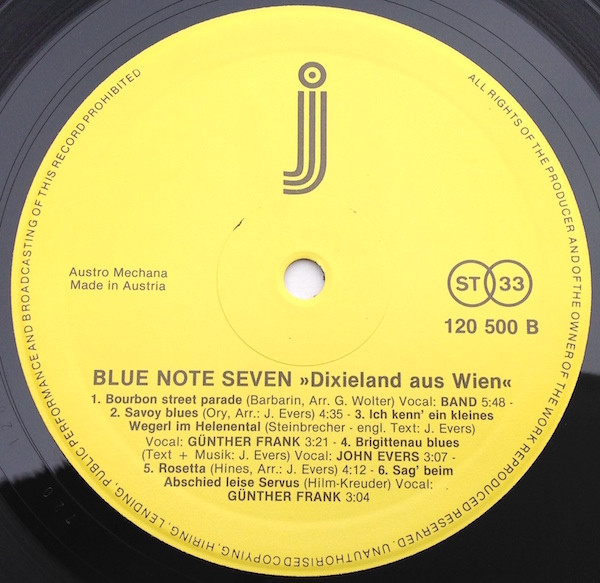 j
Austro Mechana
Made in Austria
ST 33
120 500 B
BLUE NOTE SEVEN »Dixieland aus Wien«
1. Bourbon street parade (Barbarin, Arr. G. Wolter) Vocal: BAND 5:48 -
2. Savoy blues (Ory, Arr.: J. Evers) 4:35 - 3. Ich kenn' ein kleines
Wegerl im Helenental (Steinbrecher - engl. Text: J. Evers)
Vocal: GÜNTHER FRANK 3:21 - 4. Brigittenau blues
(Text + Musik: J. Evers) Vocal: JOHN EVERS 3:07 -
5. Rosetta (Hines, Arr.: J. Evers) 4:12 - 6. Sag' beim
Abschied leise Servus (Hilm-Kreuder) Vocal:
GÜNTHER FRANK 3:04
ALL RIGHTS OF THE PRODUCER AND OF THE OWNER OF THE WORK REPRODUCED RESERVED. UNAUTHORISED COPYING, HIRING, LENDING, PUBLIC PERFORMANCE AND BROADCASTING OF THIS RECORD PROHIBITED